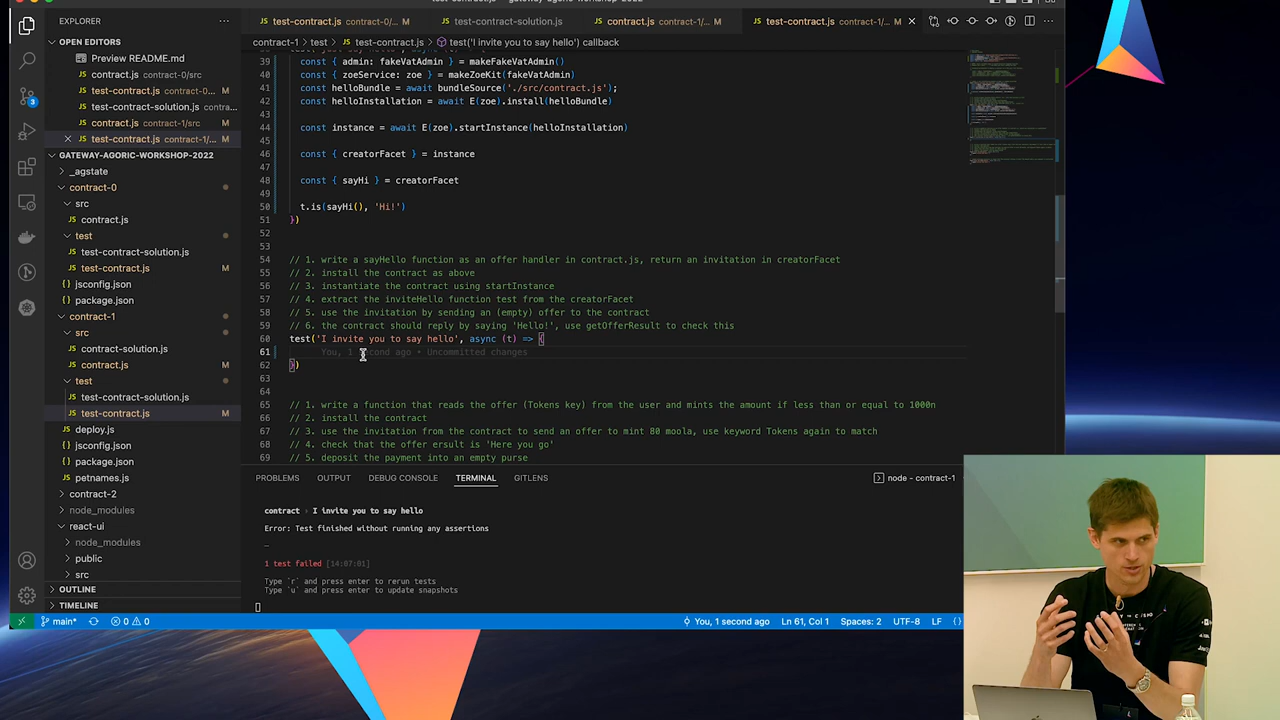 EXPLORER
OPEN EDITORS
Preview README.md
contract.js contract-0/src
test-contract.js contract-0...
test-contract-solution.js contra...
contract.js contract-1/src
test-contract.js contract-1/...
GATEWAY-AGORIC-WORKSHOP-2022
_agstate
contract-0
src
contract.js
test
test-contract-solution.js
test-contract.js M
jsconfig.json
package.json
contract-1
src
contract-solution.js
contract.js M
test
test-contract-solution.js
test-contract.js M
deploy.js
jsconfig.json
package.json
petnames.js
contract-2
node_modules
react-ui
node_modules
public
src
OUTLINE
TIMELINE
test-contract.js contract-0/... M
test-contract-solution.js
contract.js contract-1/... M
test-contract.js contract-1/... M
contract-1 > test > test-contract.js > test('I invite you to say hello') callback
39 const { admin: fakeVatAdmin } = makeFakeVatAdmin()
40 const { zoeService: zoe } = makeZoeKit(fakeVatAdmin)
41 const helloBundle = await bundleSource('./src/contract.js');
42 const helloInstallation = await E(zoe).install(helloBundle)
43
44 const instance = await E(zoe).startInstance(helloInstallation)
45
46 const { creatorFacet } = instance
47
48 const { sayHi } = creatorFacet
49
50 t.is(sayHi(), 'Hi!')
51 })
52
53
54 // 1. write a sayHello function as an offer handler in contract.js, return an invitation in creatorFacet
55 // 2. install the contract as above
56 // 3. instantiate the contract using startInstance
57 // 4. extract the inviteHello function test from the creatorFacet
58 // 5. use the invitation by sending an (empty) offer to the contract
59 // 6. the contract should reply by saying 'Hello!', use getOfferResult to check this
60 test('I invite you to say hello', async (t) => {
61 You, 1 second ago • Uncommitted changes
62 })
63
64
65 // 1. write a function that reads the offer (Tokens key) from the user and mints the amount if less than or equal to 1000n
66 // 2. install the contract
67 // 3. use the invitation from the contract to send an offer to mint 80 moola, use keyword Tokens again to match
68 // 4. check that the offer ersult is 'Here you go'
69 // 5. deposit the payment into an empty purse
PROBLEMS OUTPUT DEBUG CONSOLE TERMINAL GITLENS
node - contract-1
contract › I invite you to say hello
Error: Test finished without running any assertions
─
1 test failed [14:07:01]
Type `r` and press enter to rerun tests
Type `u` and press enter to update snapshots
main* 0 0 You, 1 second ago Ln 61, Col 1 Spaces: 2 UTF-8 LF {}